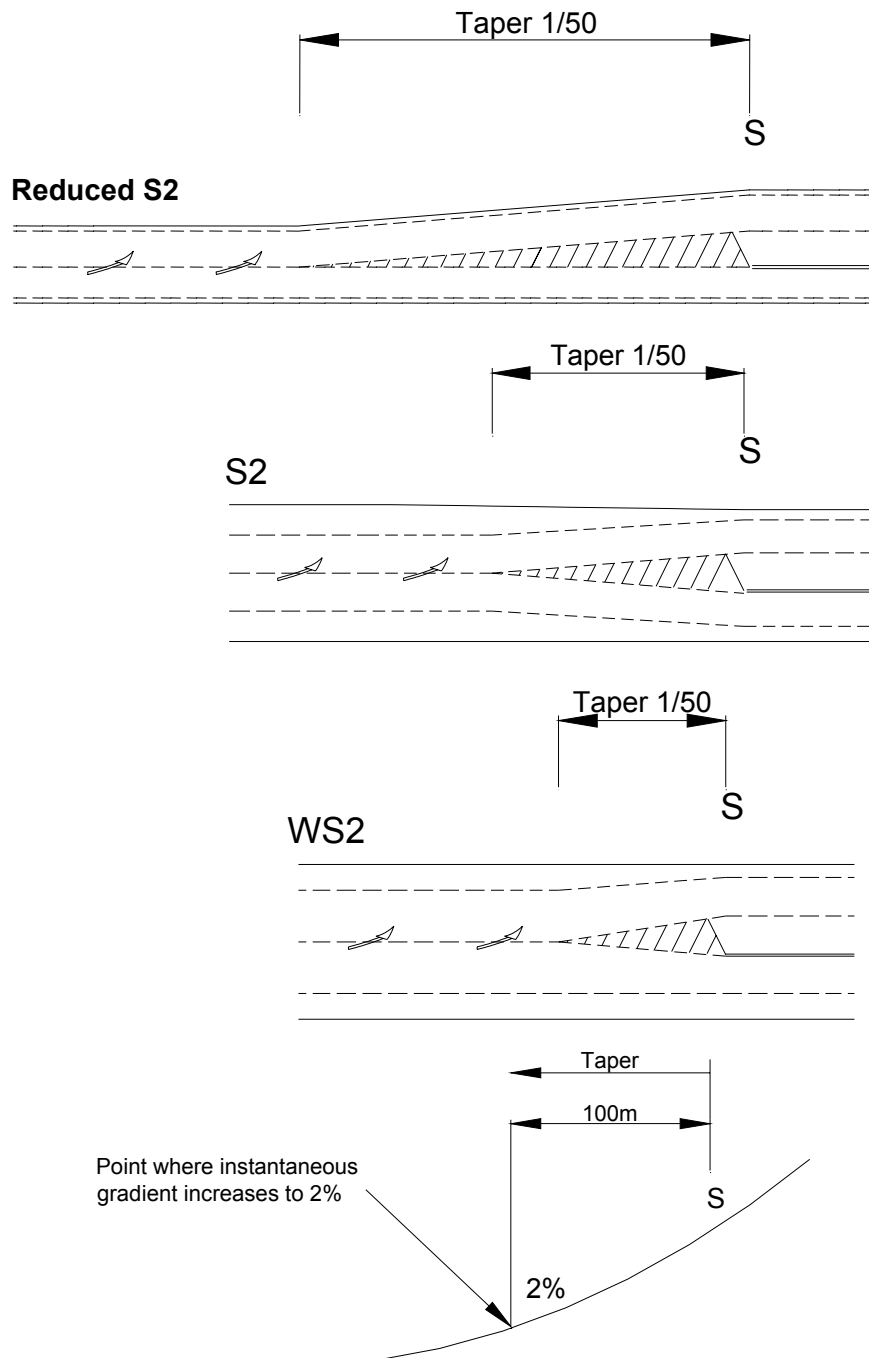 Taper 1/50
S
Reduced S2
Taper 1/50
S
S2
Taper 1/50
S
WS2
Taper
100m
Point where instantaneous
gradient increases to 2%
S
2%